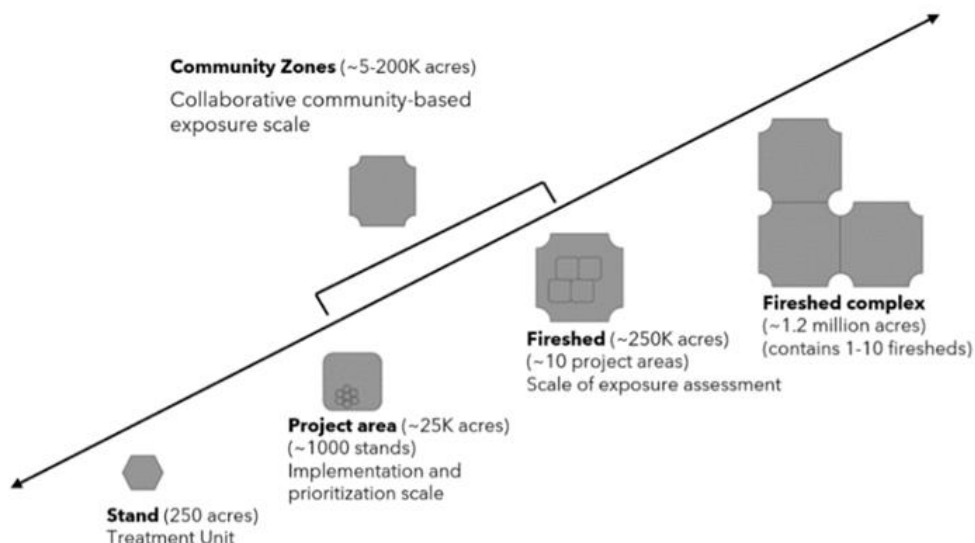 Community Zones (~5-200K acres)
Collaborative community-based
exposure scale
Fireshed complex
(~1.2 million acres)
(contains 1-10 firesheds)
Fireshed (~250K acres)
(~10 project areas)
Scale of exposure assessment
Project area (~25K acres)
(~1000 stands)
Implementation and
prioritization scale
Stand (250 acres)
Treatment Unit